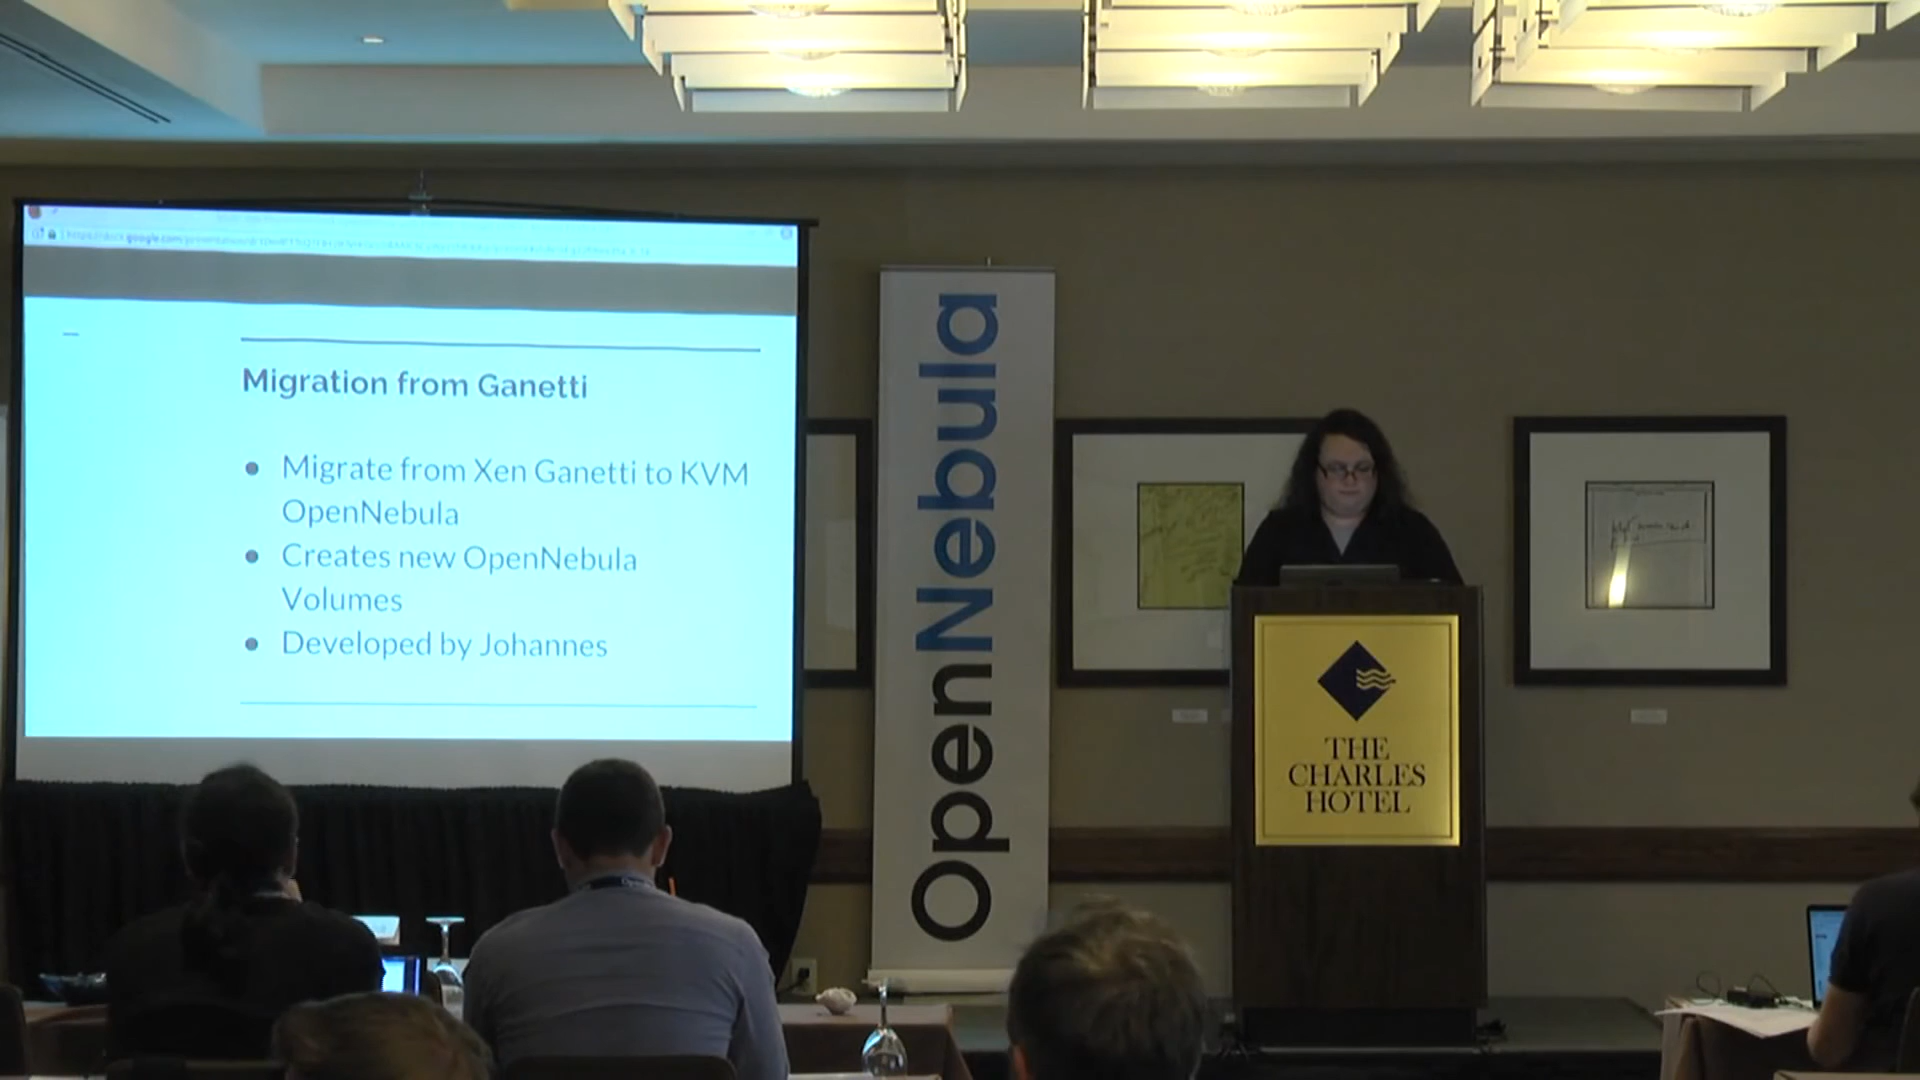 Migration from Ganetti
Migrate from Xen Ganetti to KVM
OpenNebula
Creates new OpenNebula
Volumes
Developed by Johannes
OpenNebula
THE
CHARLES
HOTEL